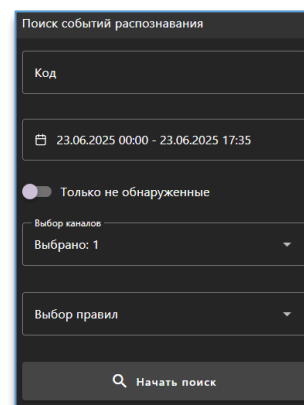 Поиск событий распознавания
Код
23.06.2025 00:00 - 23.06.2025 17:35
Только не обнаруженные
Выбор каналов
Выбрано: 1
Выбор правил
Начать поиск